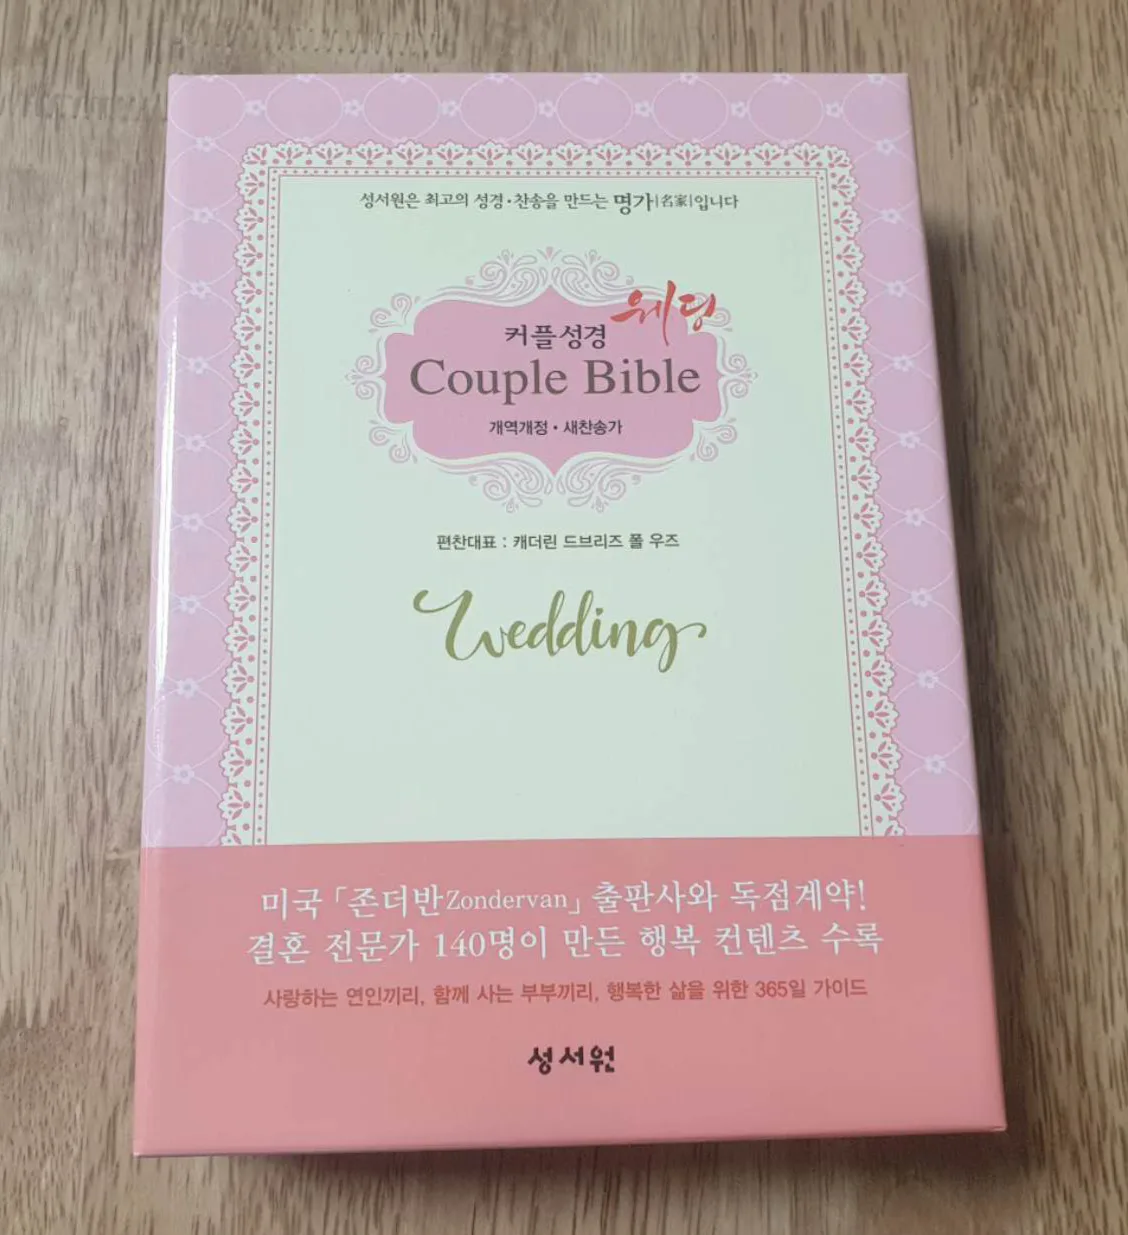 성서원은 최고의 성경·찬송을 만드는 명가|名家|입니다
웨딩
커플성경
Couple Bible
개역개정·새찬송가
편찬대표 : 캐더린 드브리즈 폴 우즈
Wedding
미국 「존더반Zondervan」 출판사와 독점계약!
결혼 전문가 140명이 만든 행복 컨텐츠 수록
사랑하는 연인끼리, 함께 사는 부부끼리, 행복한 삶을 위한 365일 가이드
성서원